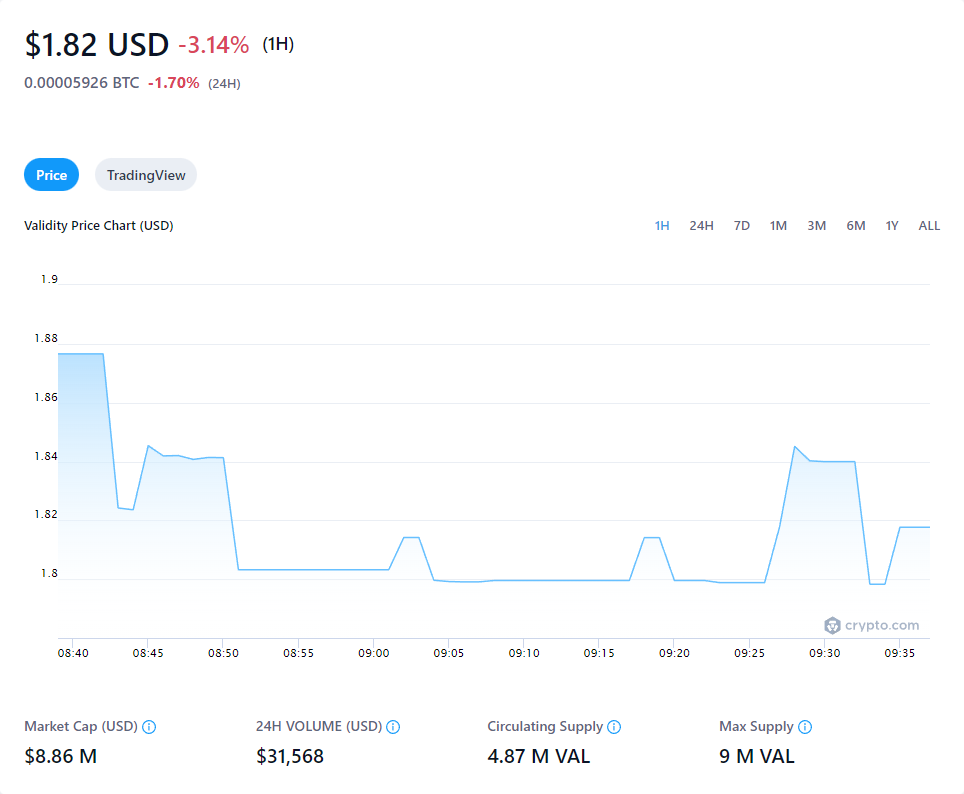 $1.82 USD -3.14% (1H)
0.00005926 BTC -1.70% (24H)
Price TradingView
Validity Price Chart (USD) 1H 24H 7D 1M 3M 6M 1Y ALL
1.9
1.88
1.86
1.84
1.82
1.8
crypto.com
08:40 08:45 08:50 08:55 09:00 09:05 09:10 09:15 09:20 09:25 09:30 09:35
Market Cap (USD) 24H VOLUME (USD) Circulating Supply Max Supply
$8.86 M $31,568 4.87 M VAL 9 M VAL